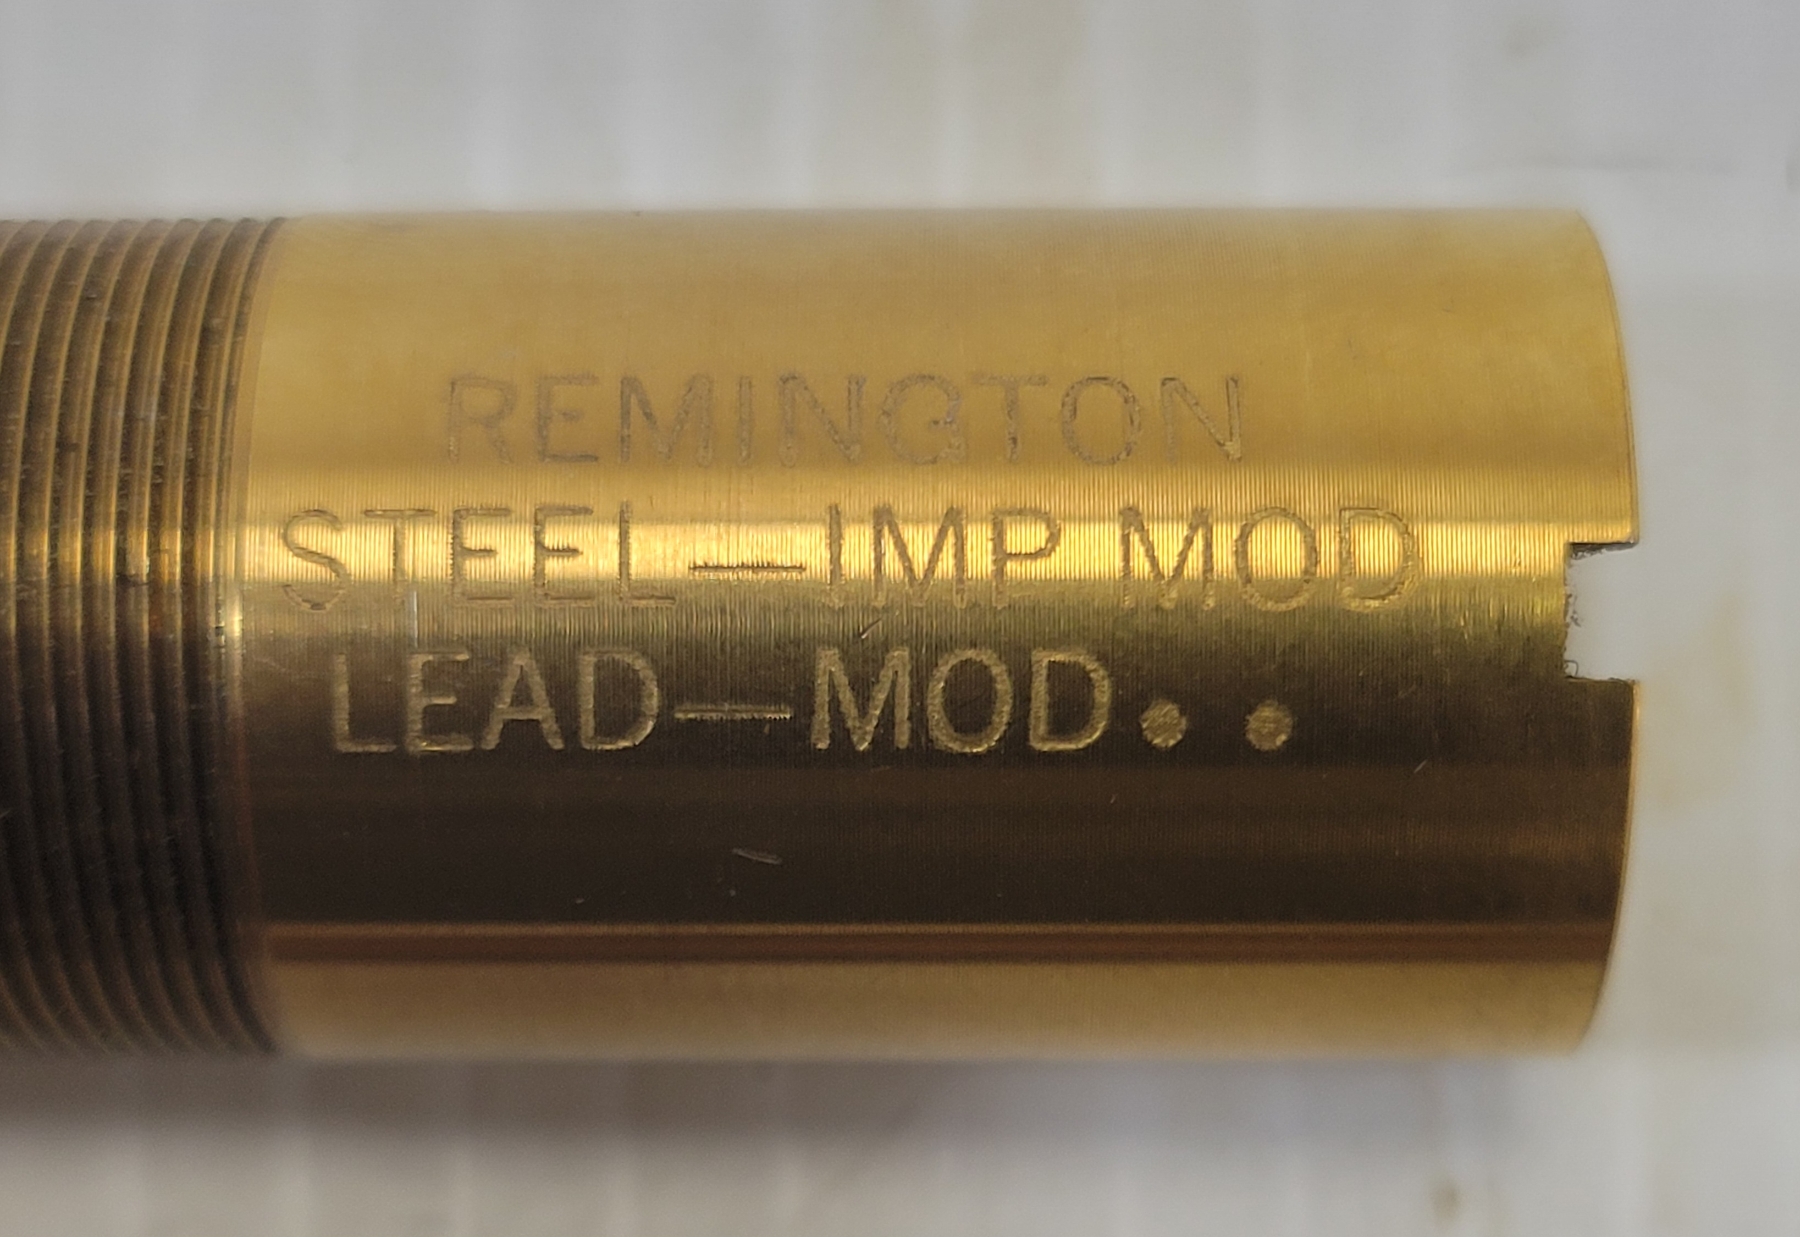 REMINGTON
STEEL—IMP MOD
LEAD—MOD • •